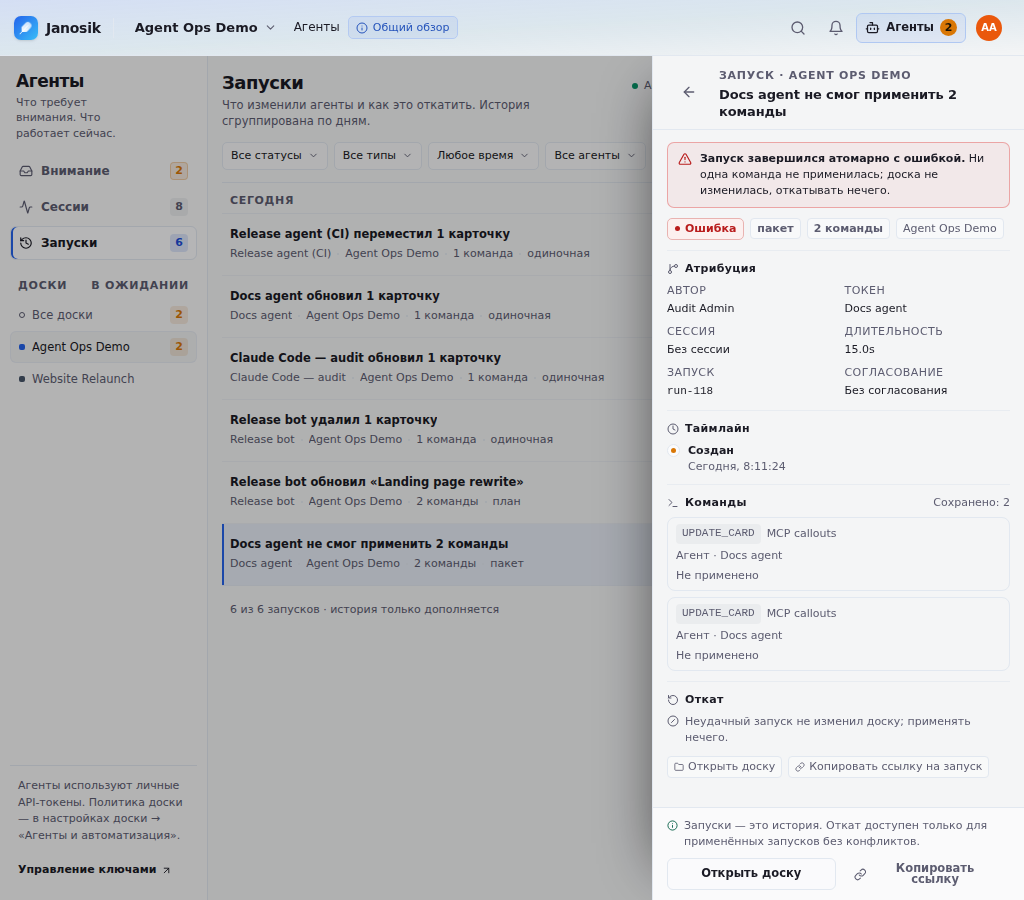 Janosik
Agent Ops Demo
Агенты
Общий обзор
Агенты
2
AA
Агенты
Что требует
внимания. Что
работает сейчас.
Внимание 2
Сессии 8
Запуски 6
ДОСКИ В ОЖИДАНИИ
Все доски 2
Agent Ops Demo 2
Website Relaunch
Агенты используют личные
API-токены. Политика доски
— в настройках доски →
«Агенты и автоматизация».
Управление ключами
Запуски
Что изменили агенты и как это откатить. История
сгруппирована по дням.
Все статусы Все типы Любое время Все агенты
СЕГОДНЯ
Release agent (CI) переместил 1 карточку
Release agent (CI) · Agent Ops Demo · 1 команда · одиночная
Docs agent обновил 1 карточку
Docs agent · Agent Ops Demo · 1 команда · одиночная
Claude Code — audit обновил 1 карточку
Claude Code — audit · Agent Ops Demo · 1 команда · одиночная
Release bot удалил 1 карточку
Release bot · Agent Ops Demo · 1 команда · одиночная
Release bot обновил «Landing page rewrite»
Release bot · Agent Ops Demo · 2 команды · план
Docs agent не смог применить 2 команды
Docs agent · Agent Ops Demo · 2 команды · пакет
6 из 6 запусков · история только дополняется
ЗАПУСК · AGENT OPS DEMO
Docs agent не смог применить 2
команды
Запуск завершился атомарно с ошибкой. Ни
одна команда не применилась; доска не
изменилась, откатывать нечего.
Ошибка пакет 2 команды Agent Ops Demo
Атрибуция
АВТОР ТОКЕН
Audit Admin Docs agent
СЕССИЯ ДЛИТЕЛЬНОСТЬ
Без сессии 15.0s
ЗАПУСК СОГЛАСОВАНИЕ
run-118 Без согласования
Таймлайн
Создан
Сегодня, 8:11:24
Команды Сохранено: 2
UPDATE_CARD MCP callouts
Агент · Docs agent
Не применено
UPDATE_CARD MCP callouts
Агент · Docs agent
Не применено
Откат
Неудачный запуск не изменил доску; применять
нечего.
Открыть доску Копировать ссылку на запуск
Запуски — это история. Откат доступен только для
применённых запусков без конфликтов.
Открыть доску
Копировать
ссылку